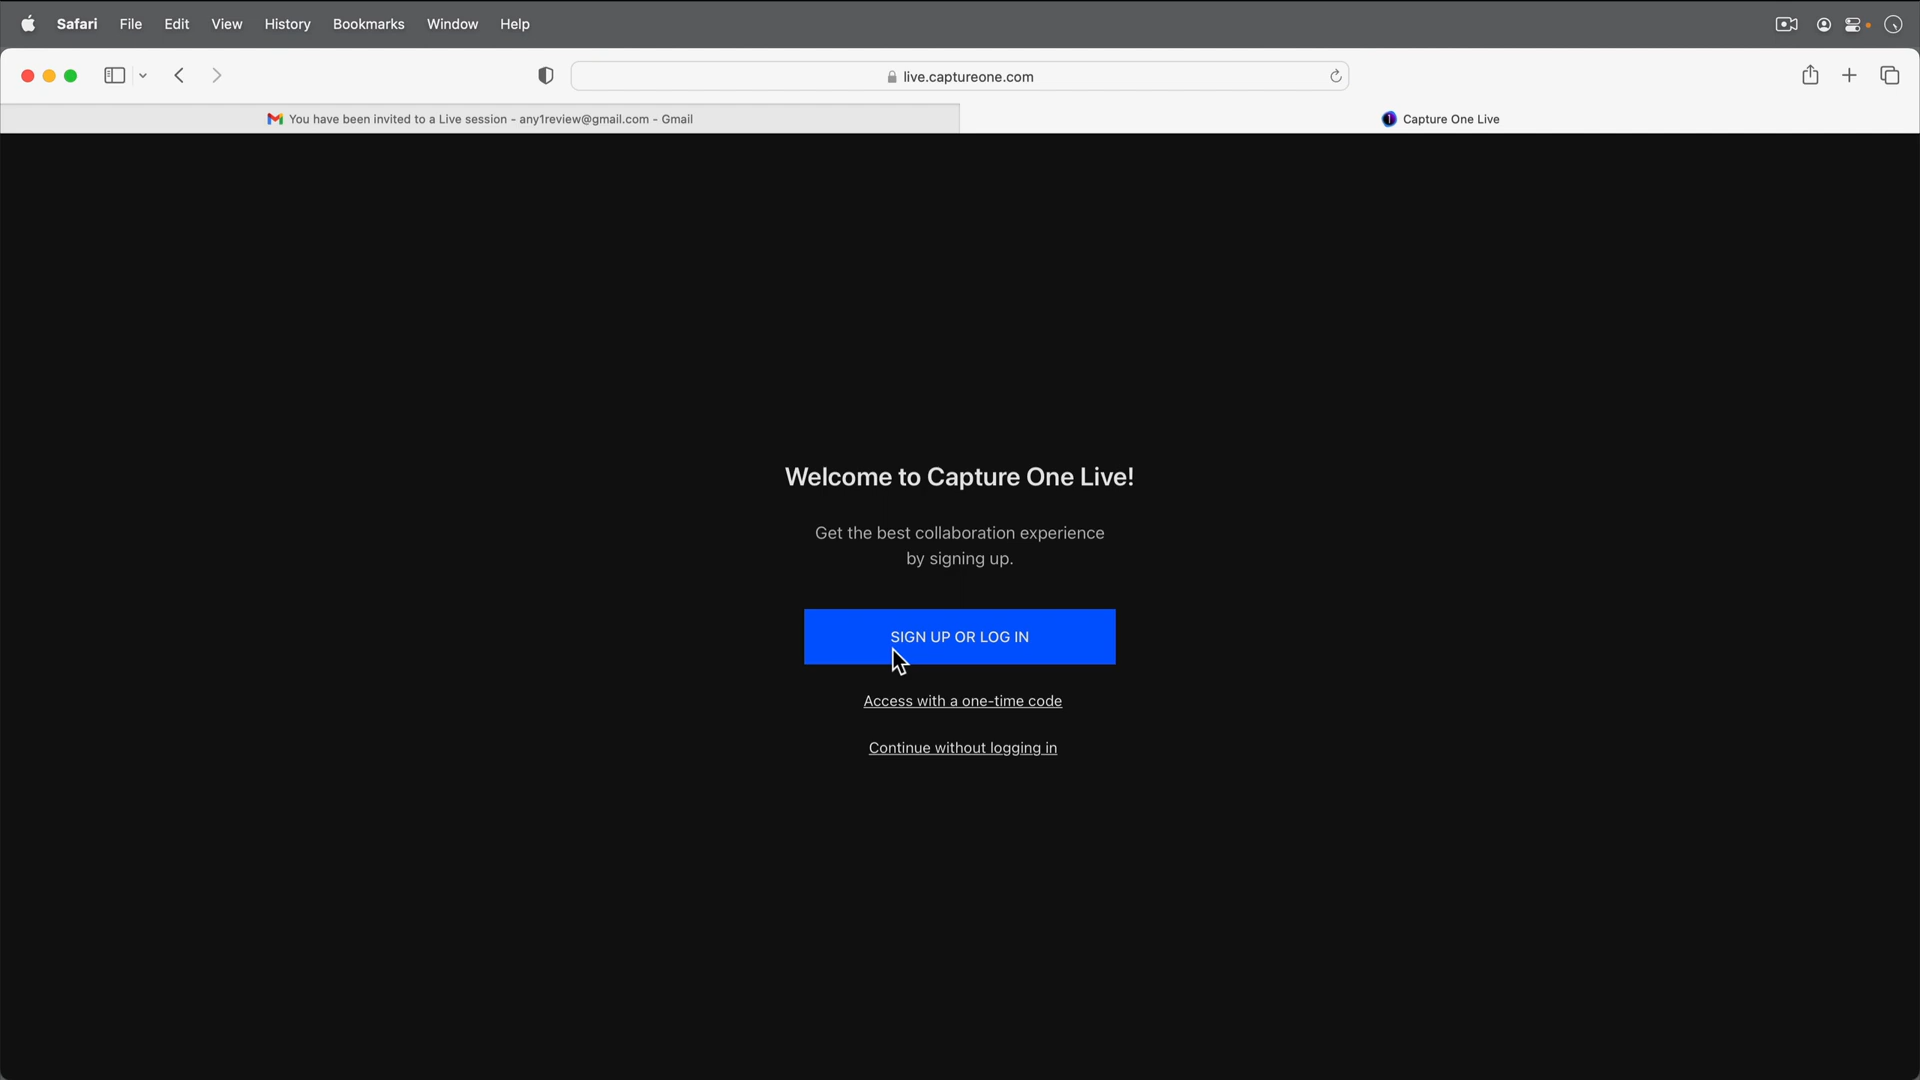 Safari File Edit View History Bookmarks Window Help
live.captureone.com
You have been invited to a Live session - any1review@gmail.com - Gmail
Capture One Live
Welcome to Capture One Live!
Get the best collaboration experience
by signing up.
SIGN UP OR LOG IN
Access with a one-time code
Continue without logging in